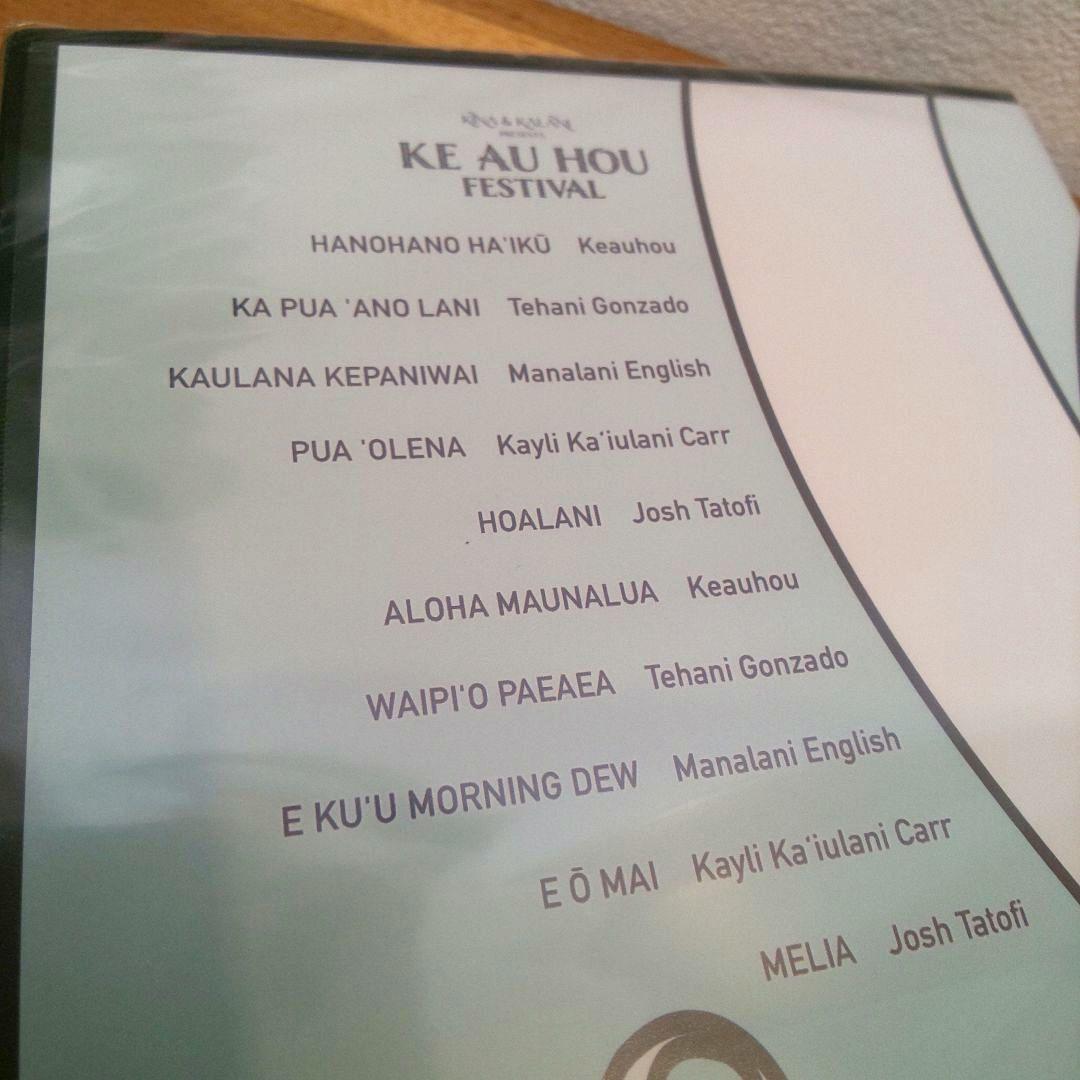 PRESENTS
KE AU HOU
FESTIVAL
HANOHANO HA'IKŪ Keauhou
KA PUA 'ANO LANI Tehani Gonzado
KAULANA KEPANIWAI Manalani English
PUA 'OLENA Kayli Ka'iulani Carr
HOALANI Josh Tatofi
ALOHA MAUNALUA Keauhou
WAIPI'O PAEAEA Tehani Gonzado
E KU'U MORNING DEW Manalani English
E Ō MAI Kayli Ka'iulani Carr
MELIA Josh Tatofi